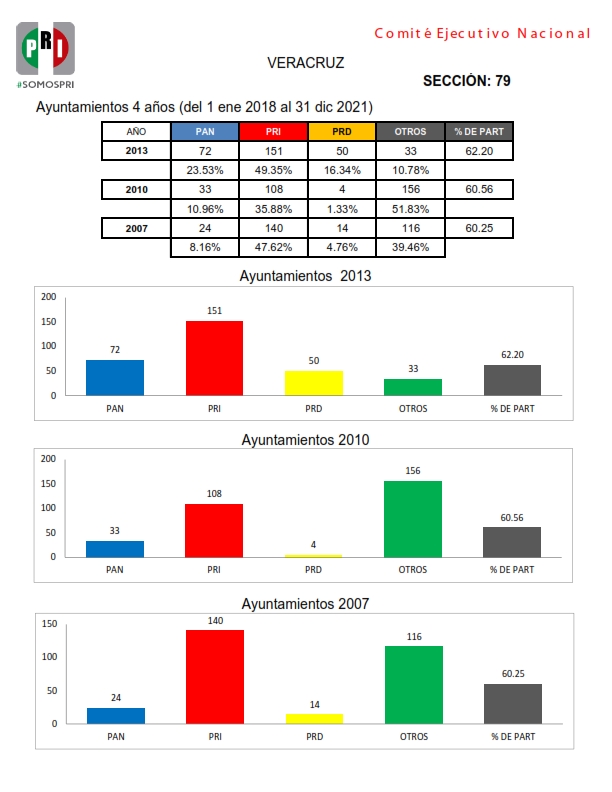 Comité Ejecutivo Nacional
PRI
#SOMOSPRI
VERACRUZ
SECCIÓN: 79
Ayuntamientos 4 años (del 1 ene 2018 al 31 dic 2021)
AÑO PAN PRI PRD OTROS % DE PART
2013 72 151 50 33 62.20
23.53% 49.35% 16.34% 10.78%
2010 33 108 4 156 60.56
10.96% 35.88% 1.33% 51.83%
2007 24 140 14 116 60.25
8.16% 47.62% 4.76% 39.46%
Ayuntamientos 2013
200
150
100
50
0
72 151 50 33 62.20
PAN PRI PRD OTROS % DE PART
Ayuntamientos 2010
200
150
100
50
0
33 108 4 156 60.56
PAN PRI PRD OTROS % DE PART
Ayuntamientos 2007
150
100
50
0
24 140 14 116 60.25
PAN PRI PRD OTROS % DE PART